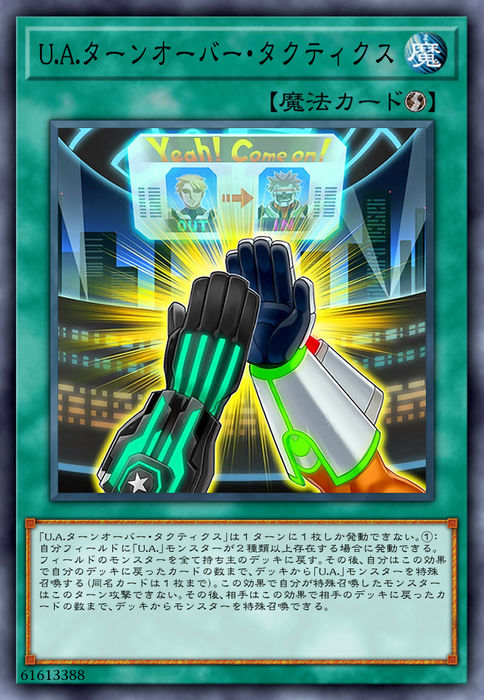 U.A.ターンオーバー・タクティクス
魔
【魔法カード】
Yeah! Come on!
OUT
IN
「U.A.ターンオーバー・タクティクス」は1ターンに1枚しか発動できない。①:
自分フィールドに「U.A.」モンスターが2種類以上存在する場合に発動できる。
フィールドのモンスターを全て持ち主のデッキに戻す。その後、自分はこの効果
で自分のデッキに戻ったカードの数まで、デッキから「U.A.」モンスターを特殊
召喚する(同名カードは1枚まで)。この効果で自分が特殊召喚したモンスター
はこのターン攻撃できない。その後、相手はこの効果で相手のデッキに戻ったカ
ードの数まで、デッキからモンスターを特殊召喚できる。
61613388